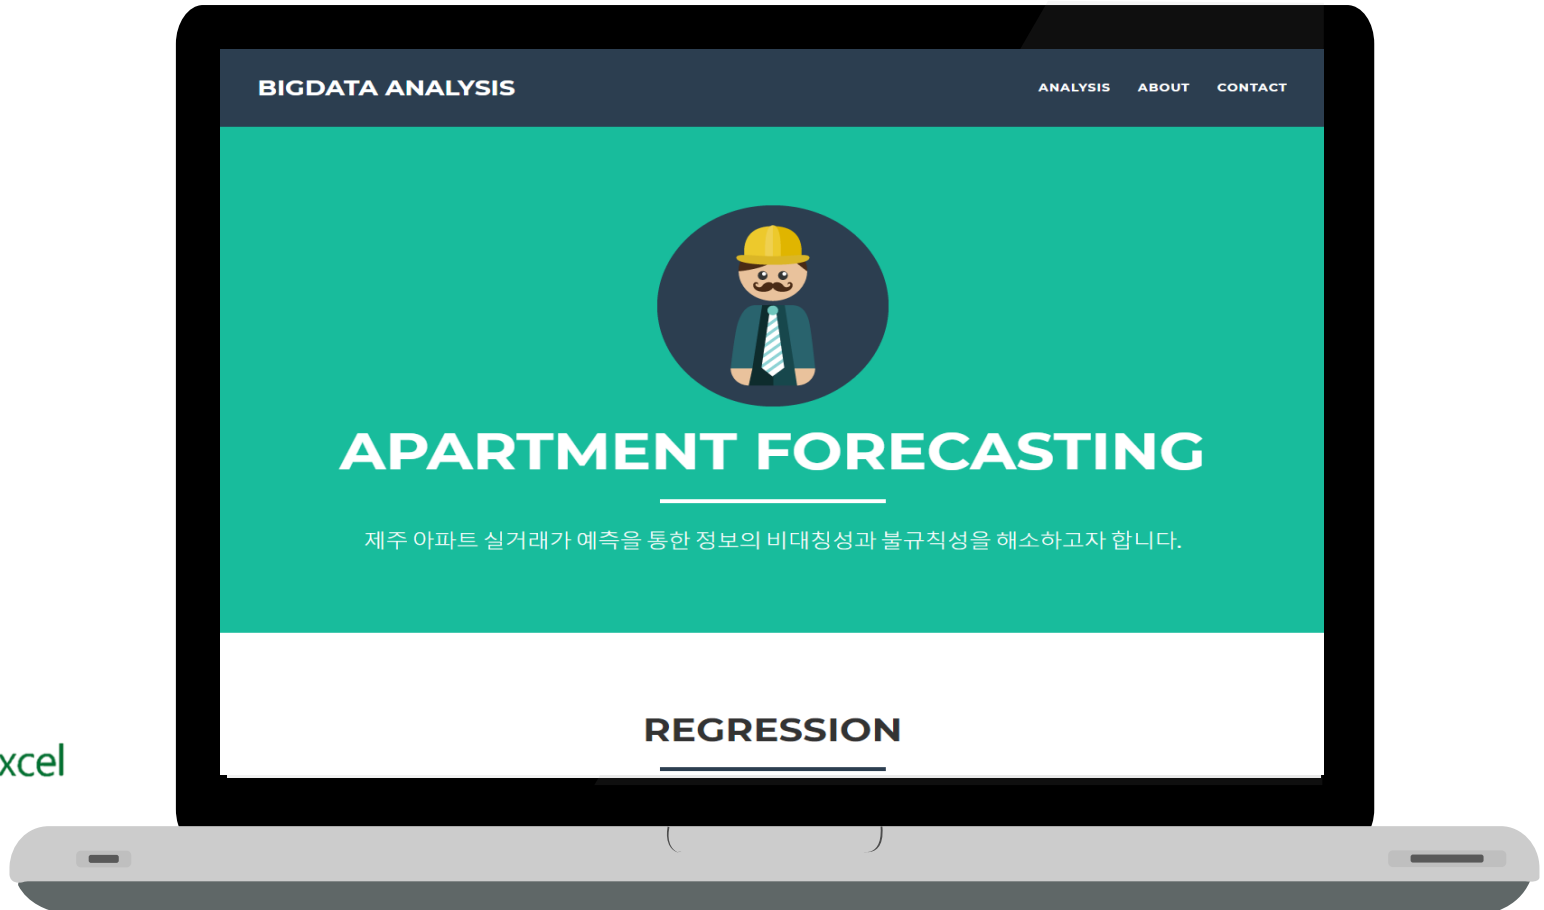 BIGDATA ANALYSIS
ANALYSIS ABOUT CONTACT
APARTMENT FORECASTING
제주 아파트 실거래가 예측을 통한 정보의 비대칭성과 불규칙성을 해소하고자 합니다.
REGRESSION
xcel